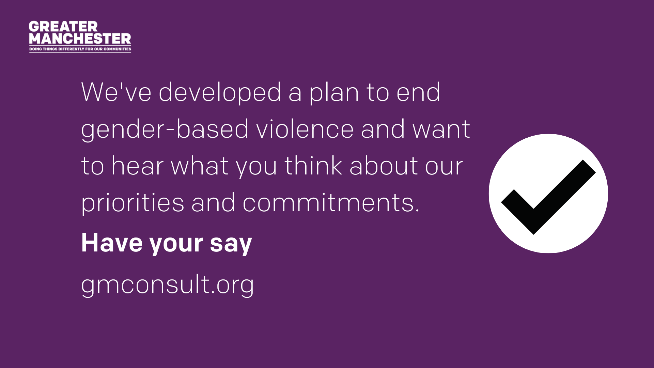 GREATER
MANCHESTER
DOING THINGS DIFFERENTLY FOR OUR COMMUNITIES
We've developed a plan to end
gender-based violence and want
to hear what you think about our
priorities and commitments.
Have your say
gmconsult.org